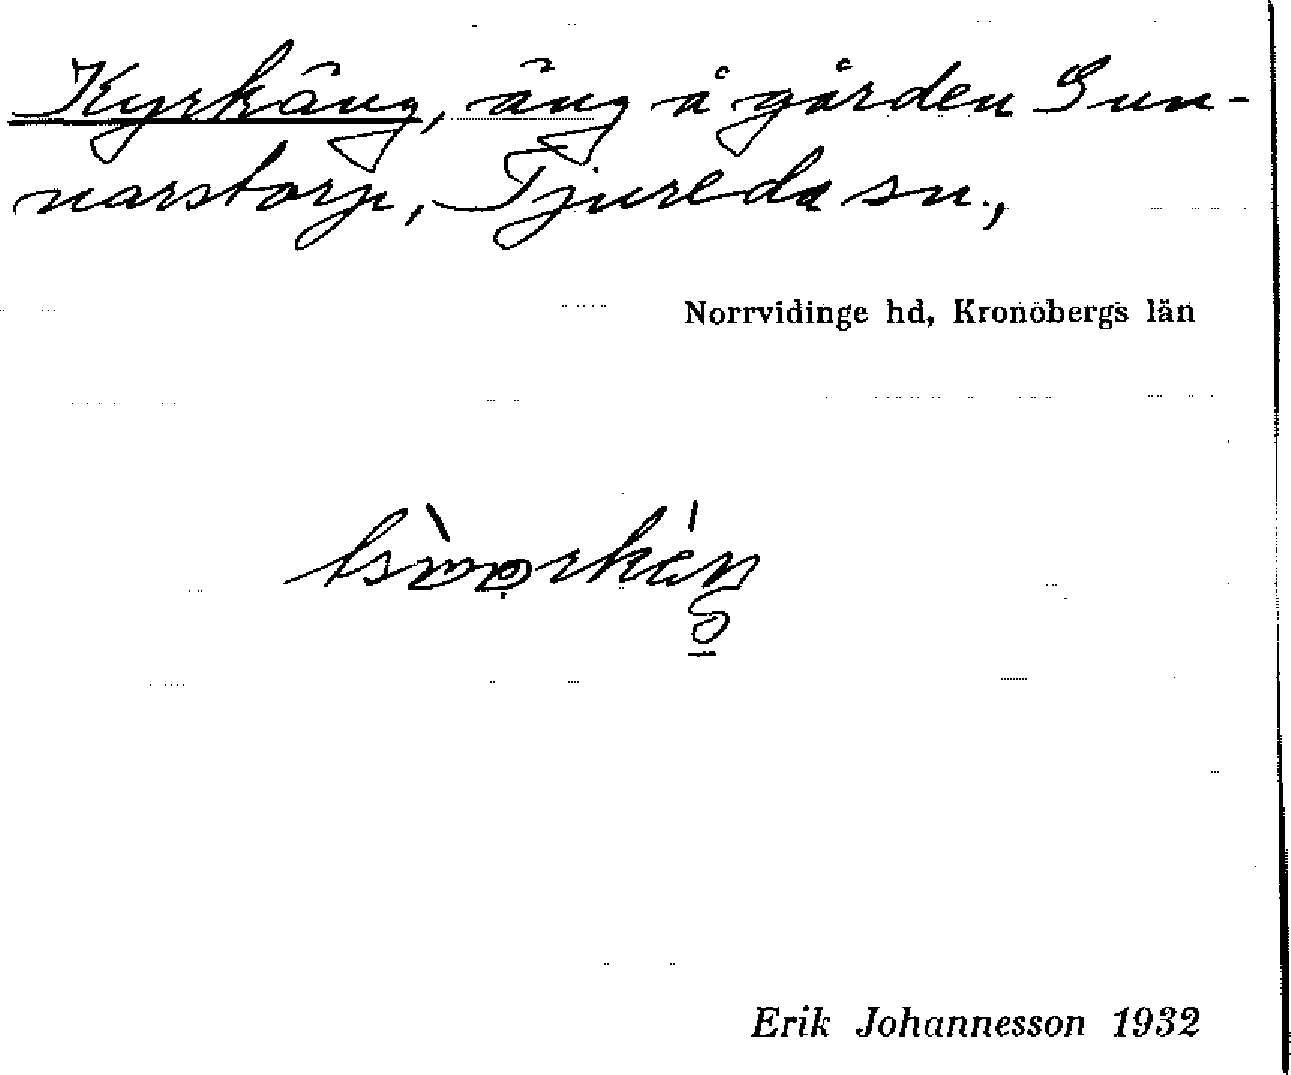 Kyrkäng, äng å gården Gun-
narstorp, Tjureda sn.,
Norrvidinge hd, Kronobergs län
Erik Johannesson 1932